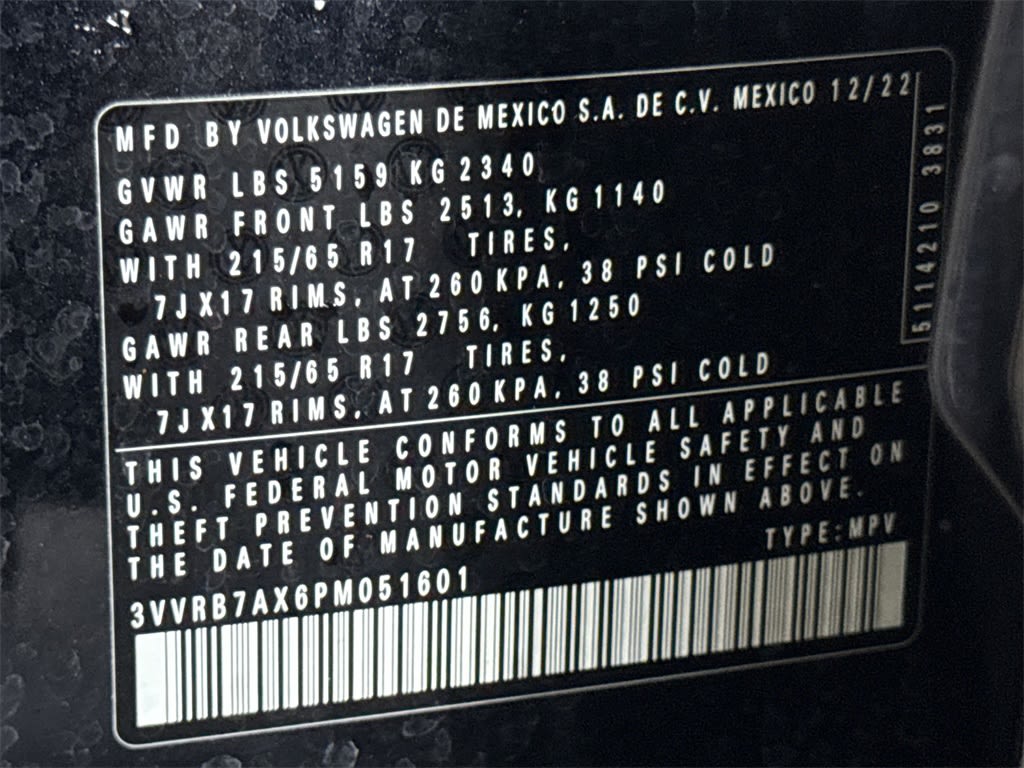 MFD BY VOLKSWAGEN DE MEXICO S.A. DE C.V. MEXICO 12/22
GVWR LBS 5159 KG 2340
GAWR FRONT LBS 2513, KG 1140
WITH 215/65 R17 TIRES,
7JX17 RIMS, AT 260 KPA, 38 PSI COLD
GAWR REAR LBS 2756, KG 1250
WITH 215/65 R17 TIRES,
7JX17 RIMS, AT 260 KPA, 38 PSI COLD
5114210 3831
THIS VEHICLE CONFORMS TO ALL APPLICABLE
U.S. FEDERAL MOTOR VEHICLE SAFETY AND
THEFT PREVENTION STANDARDS IN EFFECT ON
THE DATE OF MANUFACTURE SHOWN ABOVE.
TYPE:MPV
3VVRB7AX6PM051601